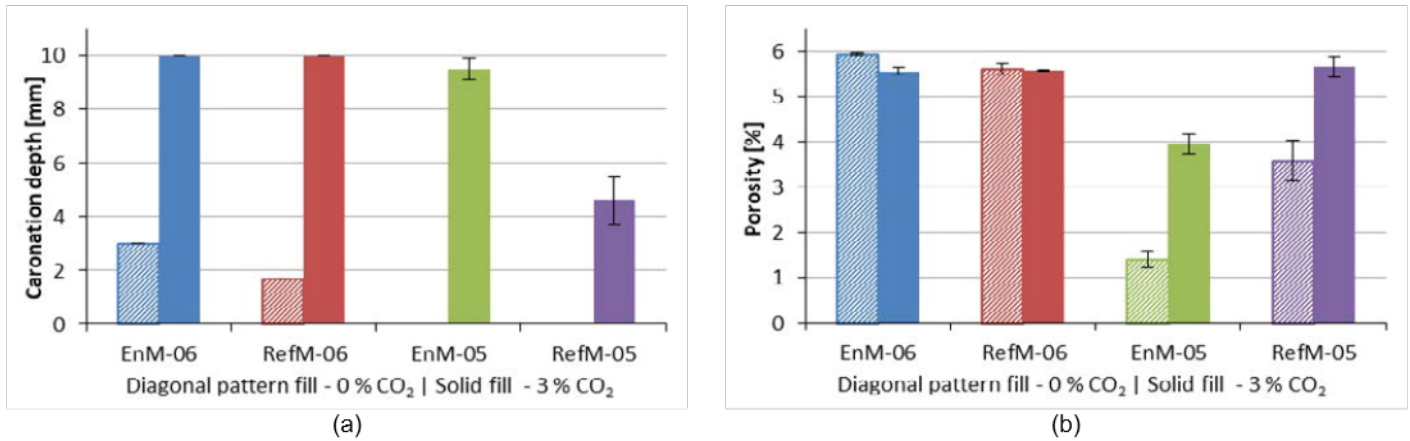 Caronation depth [mm]
10
8
6
4
2
0
EnM-06 RefM-06 EnM-05 RefM-05
Diagonal pattern fill - 0 % CO₂ | Solid fill - 3 % CO₂
(a)
Porosity [%]
6
5
4
3
2
1
0
EnM-06 RefM-06 EnM-05 RefM-05
Diagonal pattern fill - 0 % CO₂ | Solid fill - 3 % CO₂
(b)